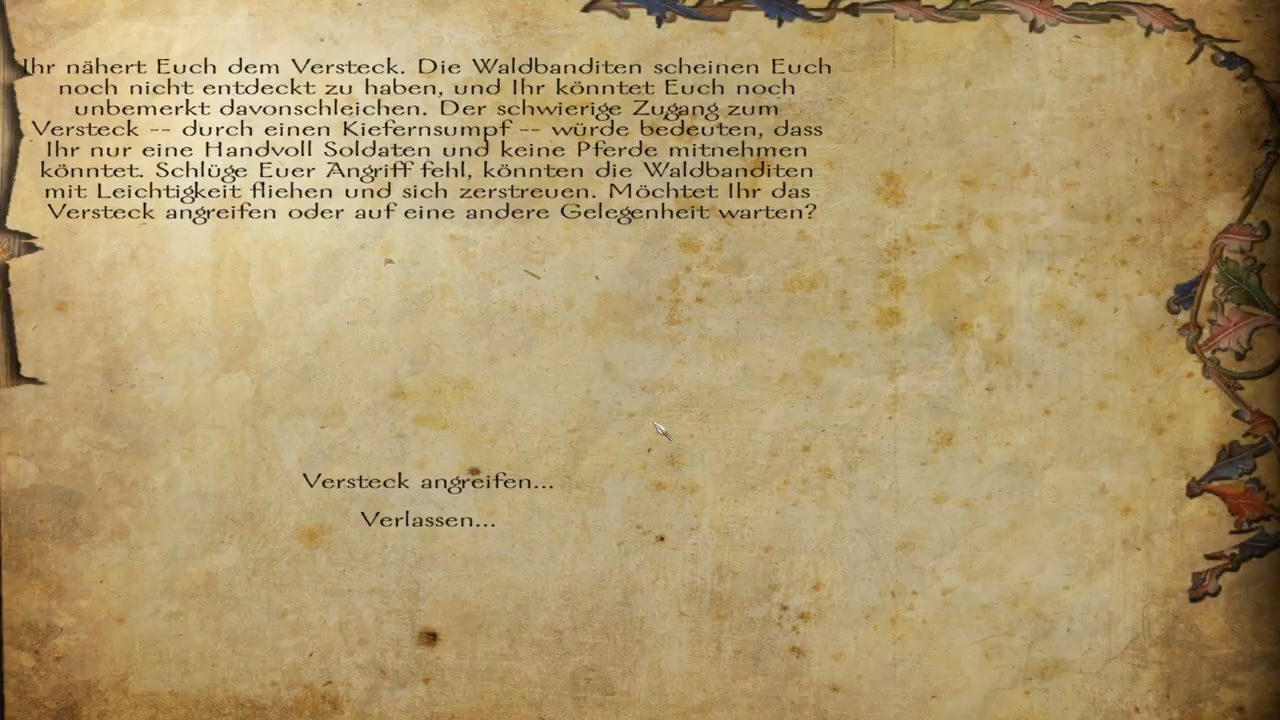 Ihr nähert Euch dem Versteck. Die Waldbanditen scheinen Euch
noch nicht entdeckt zu haben, und Ihr könntet Euch noch
unbemerkt davonschleichen. Der schwierige Zugang zum
Versteck -- durch einen Kiefernsumpf -- würde bedeuten, dass
Ihr nur eine Handvoll Soldaten und keine Pferde mitnehmen
könntet. Schlüge Euer Angriff fehl, könnten die Waldbanditen
mit Leichtigkeit fliehen und sich zerstreuen. Möchtet Ihr das
Versteck angreifen oder auf eine andere Gelegenheit warten?
Versteck angreifen...
Verlassen...